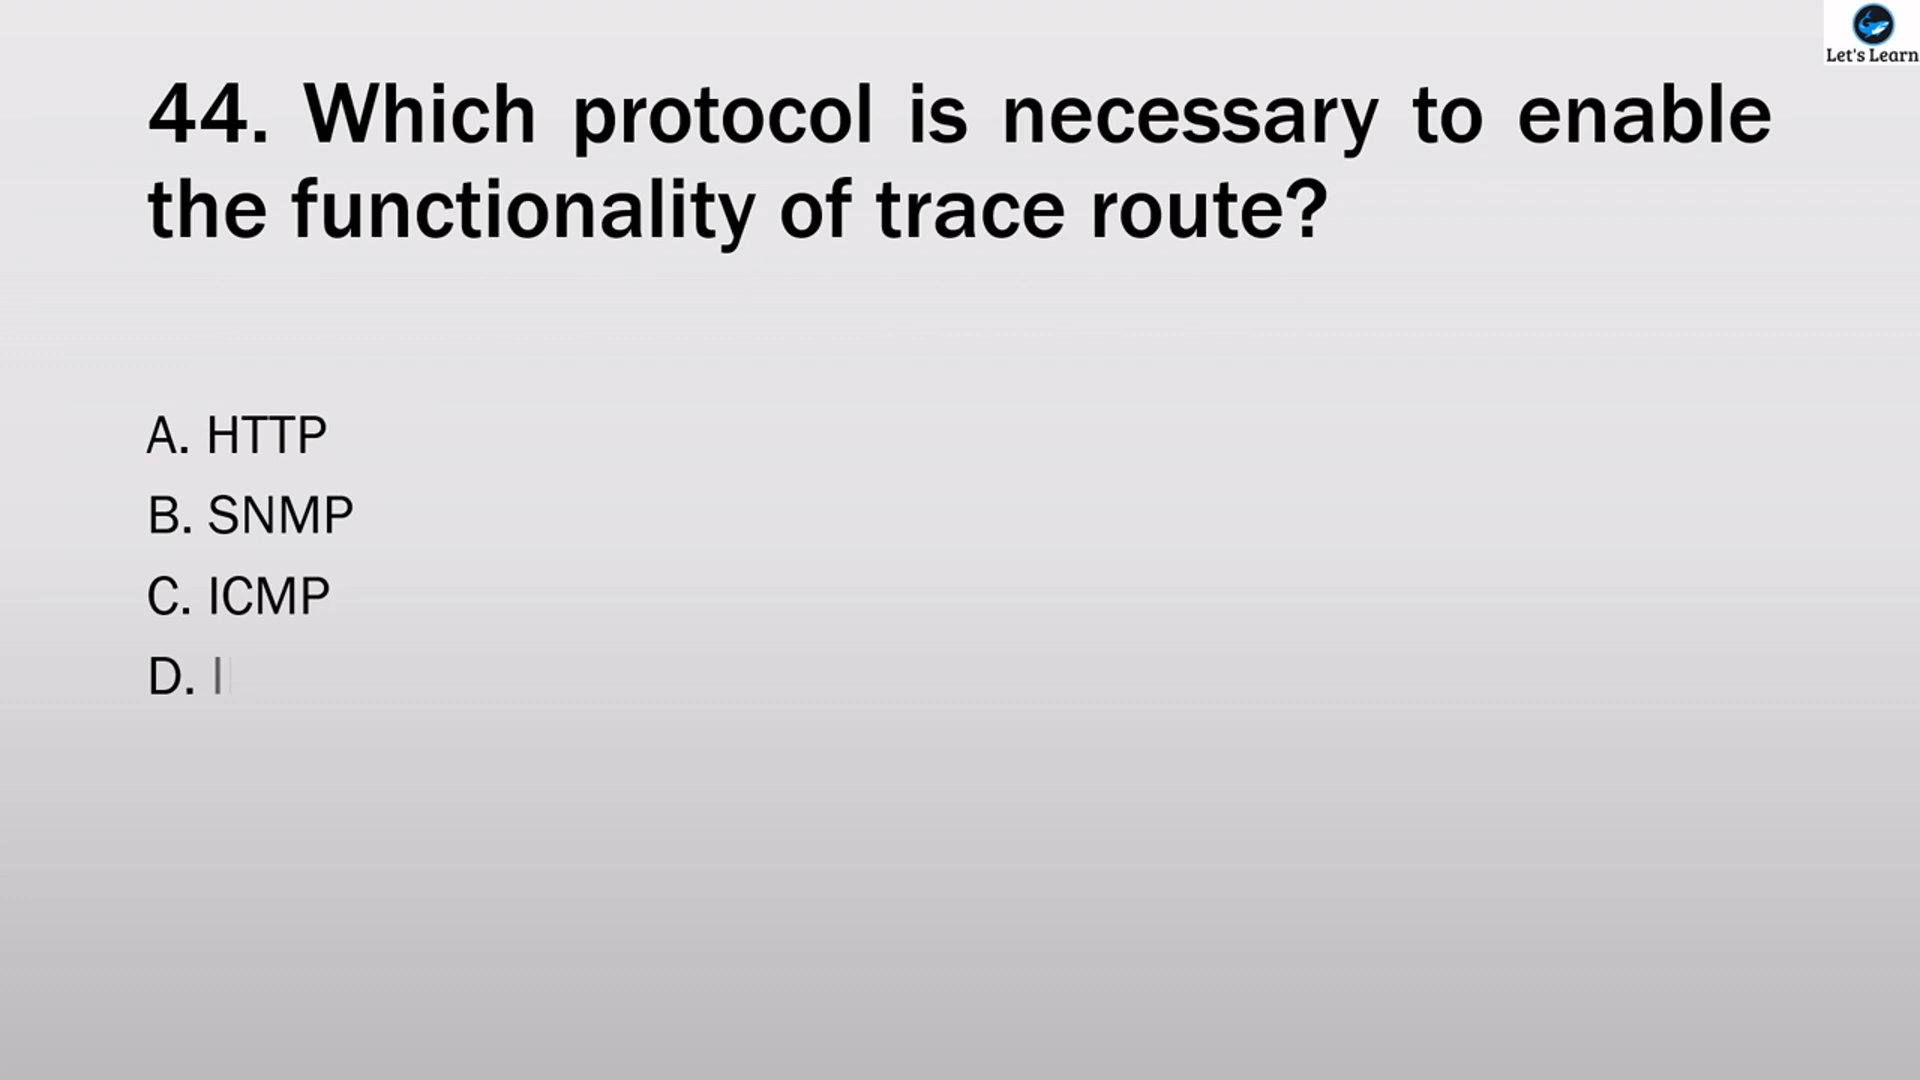 Let's Learn
44. Which protocol is necessary to enable
the functionality of trace route?
A. HTTP
B. SNMP
C. ICMP
D.